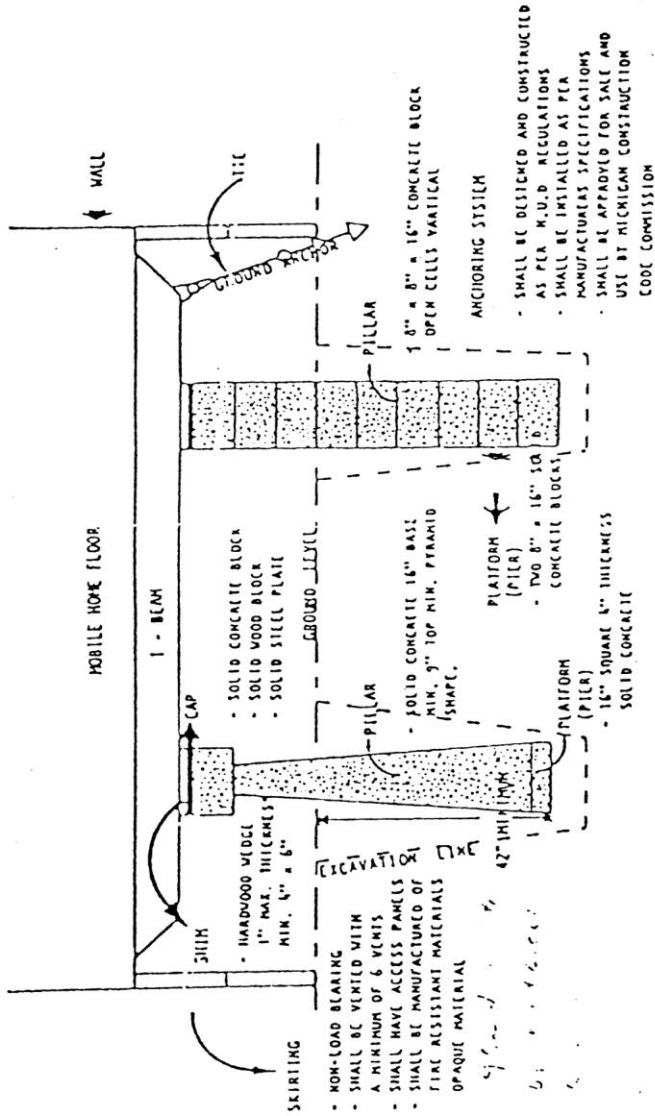 MOBILE HOME FLOOR
WALL
I - BEAM
TIE
GROUND ANCHOR
CAP
- SOLID CONCRETE BLOCK
- SOLID WOOD BLOCK
- SOLID STEEL PLATE
SHIM
- HARDWOOD WEDGE
1" MAX. THICKNESS
MIN. 4" x 6"
GROUND LEVEL
SKIRTING
- NON-LOAD BEARING
- SHALL BE VENTED WITH
A MINIMUM OF 6 VENTS
- SHALL HAVE ACCESS PANELS
- SHALL BE MANUFACTURED OF
FIRE RESISTANT MATERIALS
OPAQUE MATERIAL
EXCAVATION LINE
42" MINIMUM
PILLAR
- SOLID CONCRETE 16" BASE
MIN. 9" TOP MIN. PYRAMID
SHAPE.
PLATFORM
(PIER)
- 16" SQUARE 4" THICKNESS
SOLID CONCRETE
PLATFORM
(PIER)
- TWO 8" x 16" SOLID
CONCRETE BLOCKS
PILLAR
8" x 8" x 16" CONCRETE BLOCK
OPEN CELLS VARTICAL
ANCHORING SYSTEM
- SHALL BE DESIGNED AND CONSTRUCTED
AS PER H.U.D REGULATIONS
- SHALL BE INSTALLED AS PER
MANUFACTURERS SPECIFICATIONS
- SHALL BE APPROVED FOR SALE AND
USE BY MICHIGAN CONSTRUCTION
CODE COMMISSION